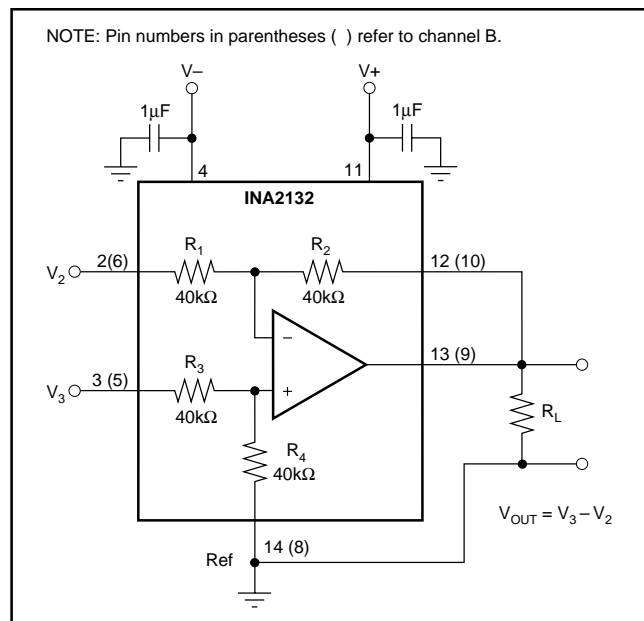 NOTE: Pin numbers in parentheses ( ) refer to channel B.
V–
V+
1µF
1µF
4
11
INA2132
R1
R2
2(6)
12 (10)
V2
40kΩ
40kΩ
–
13 (9)
3 (5)
R3
+
V3
40kΩ
RL
R4
40kΩ
VOUT = V3 – V2
14 (8)
Ref